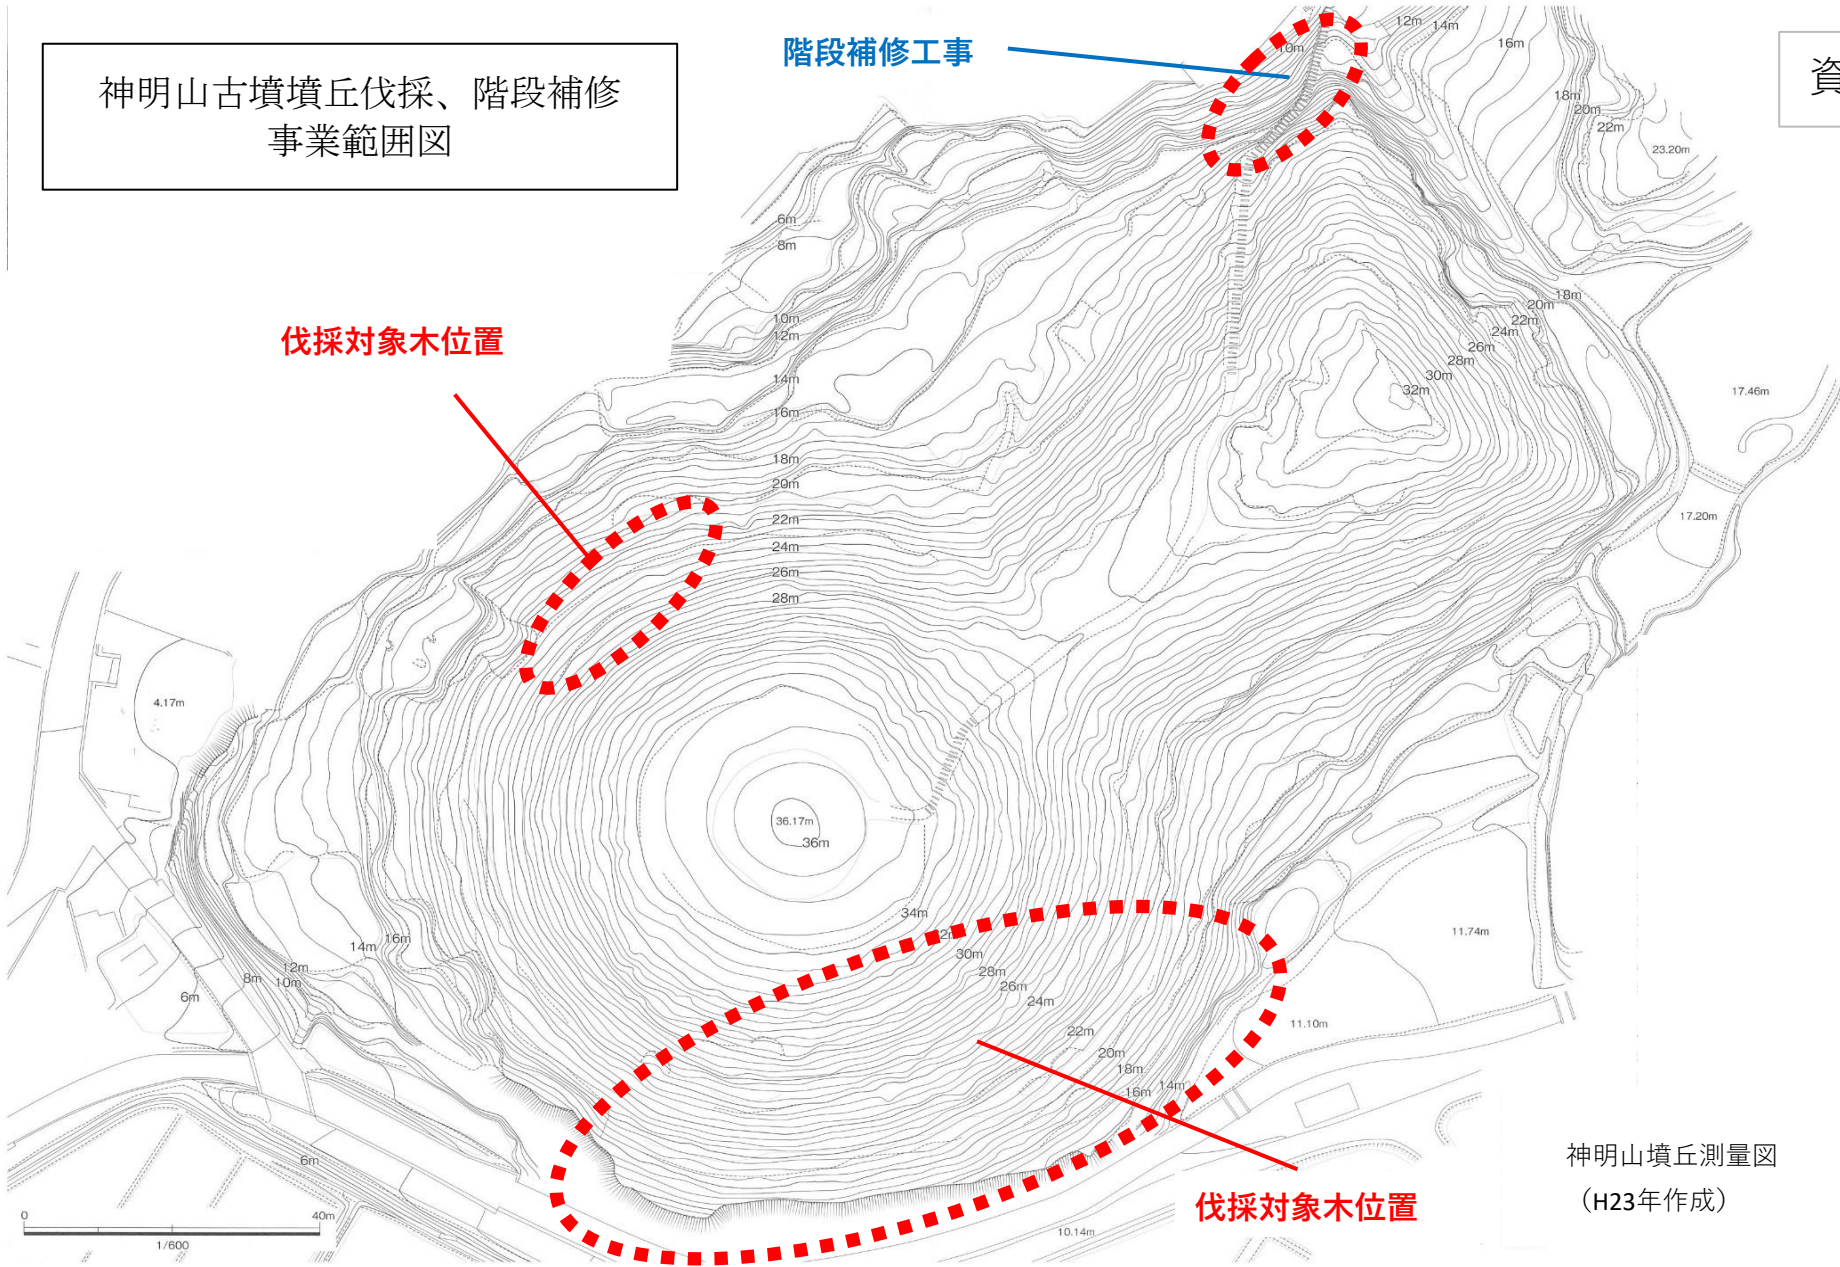 神明山古墳墳丘伐採、階段補修
事業範囲図
階段補修工事
資
伐採対象木位置
10m
12m
14m
16m
18m
20m
22m
23.20m
6m
8m
10m
12m
14m
16m
18m
20m
22m
24m
26m
28m
18m
20m
22m
24m
26m
28m
30m
32m
17.46m
17.20m
4.17m
36.17m
36m
34m
30m
28m
26m
24m
22m
20m
18m
16m
14m
11.74m
11.10m
16m
14m
12m
10m
8m
6m
6m
10.14m
伐採対象木位置
神明山墳丘測量図
（H23年作成）
0
40m
1/600